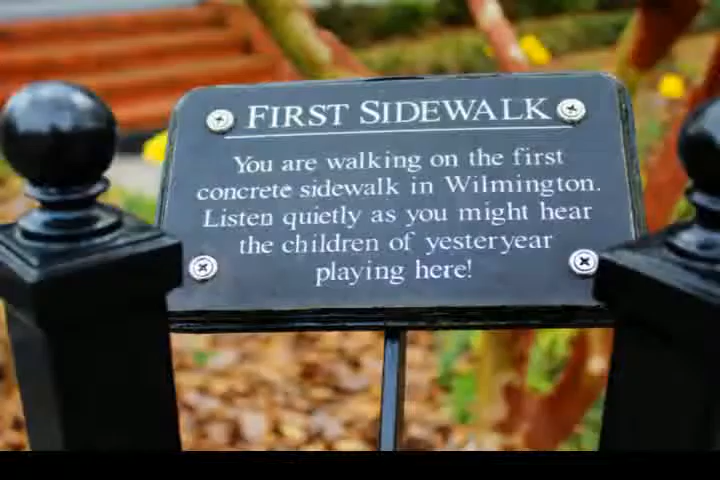 FIRST SIDEWALK
You are walking on the first
concrete sidewalk in Wilmington.
Listen quietly as you might hear
the children of yesteryear
playing here!